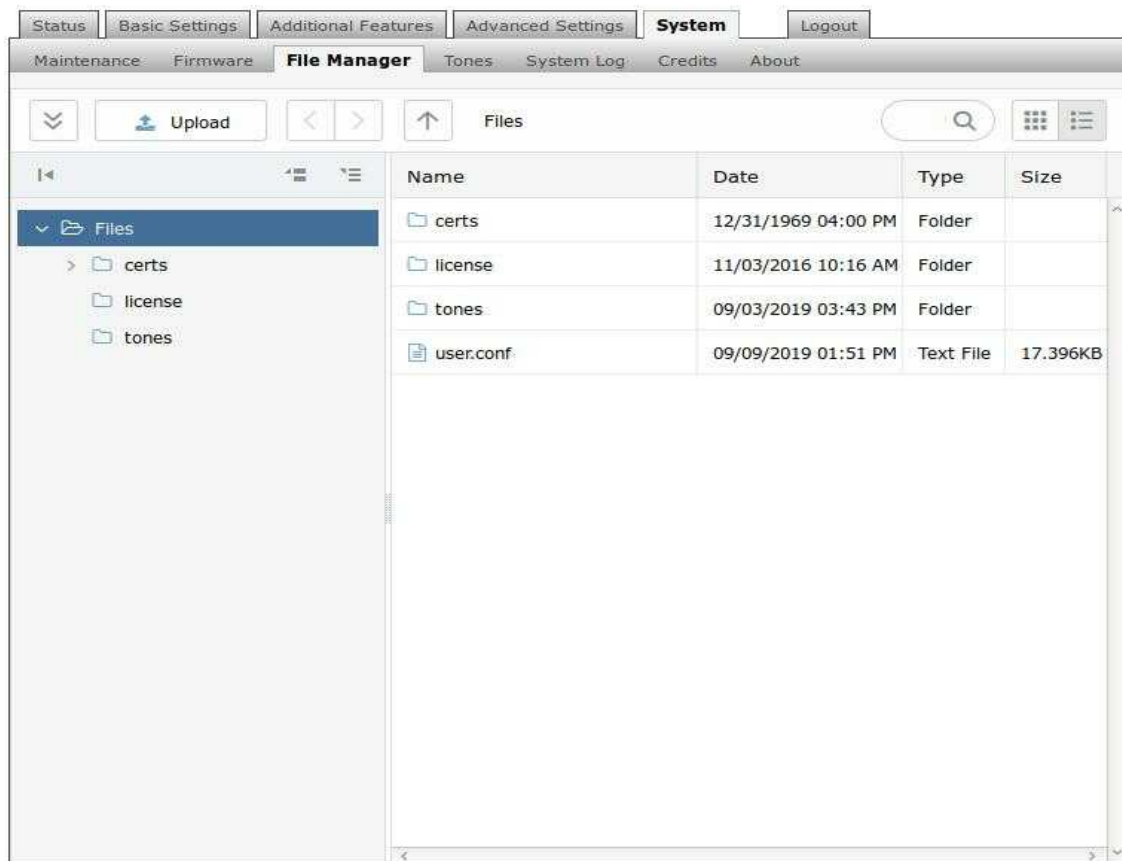 Status Basic Settings Additional Features Advanced Settings System Logout
Maintenance Firmware File Manager Tones System Log Credits About
Upload Files
Name Date Type Size
Files
certs
license
tones
certs 12/31/1969 04:00 PM Folder
license 11/03/2016 10:16 AM Folder
tones 09/03/2019 03:43 PM Folder
user.conf 09/09/2019 01:51 PM Text File 17.396KB